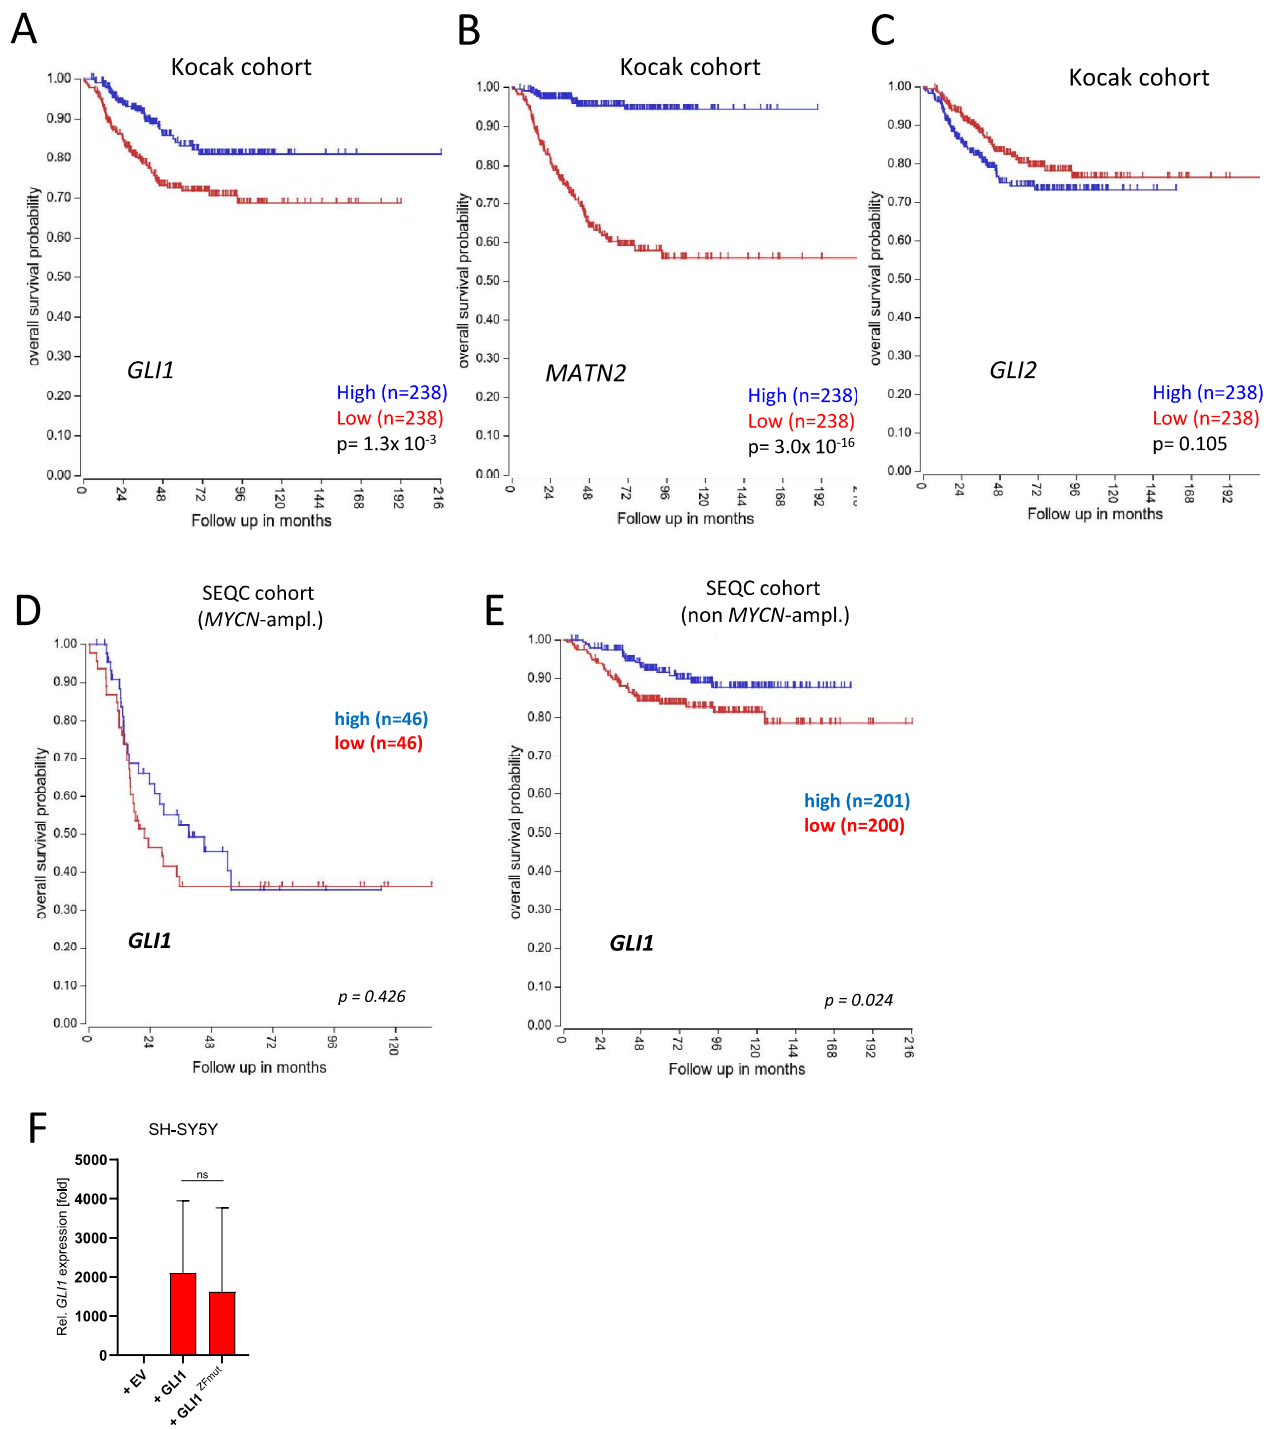 A
Kocak cohort
1.00
0.90
0.80
0.70
0.60
0.50
0.40
0.30
0.20
0.10
0.00
overall survival probability
GLI1
High (n=238)
Low (n=238)
p= 1.3x 10-3
0 24 48 72 96 120 144 168 192 216
Follow up in months
B
Kocak cohort
1.00
0.90
0.80
0.70
0.60
0.50
0.40
0.30
0.20
0.10
0.00
overall survival probability
MATN2
High (n=238)
Low (n=238)
p= 3.0x 10-16
0 24 48 72 96 120 144 168 192
Follow up in months
C
Kocak cohort
1.00
0.90
0.80
0.70
0.60
0.50
0.40
0.30
0.20
0.10
0.00
overall survival probability
GLI2
High (n=238)
Low (n=238)
p= 0.105
0 24 48 72 96 120 144 168 192
Follow up in months
D
SEQC cohort
(MYCN-ampl.)
1.00
0.90
0.80
0.70
0.60
0.50
0.40
0.30
0.20
0.10
0.00
overall survival probability
high (n=46)
low (n=46)
GLI1
p = 0.426
0 24 48 72 96 120
Follow up in months
E
SEQC cohort
(non MYCN-ampl.)
1.00
0.90
0.80
0.70
0.60
0.50
0.40
0.30
0.20
0.10
0.00
overall survival probability
high (n=201)
low (n=200)
GLI1
p = 0.024
0 24 48 72 96 120 144 168 192 216
Follow up in months
F
SH-SY5Y
5000
4000
3000
2000
1000
0
Rel. GLI1 expression [fold]
ns
+ EV
+ GLI1
+ GLI1 ZFmut